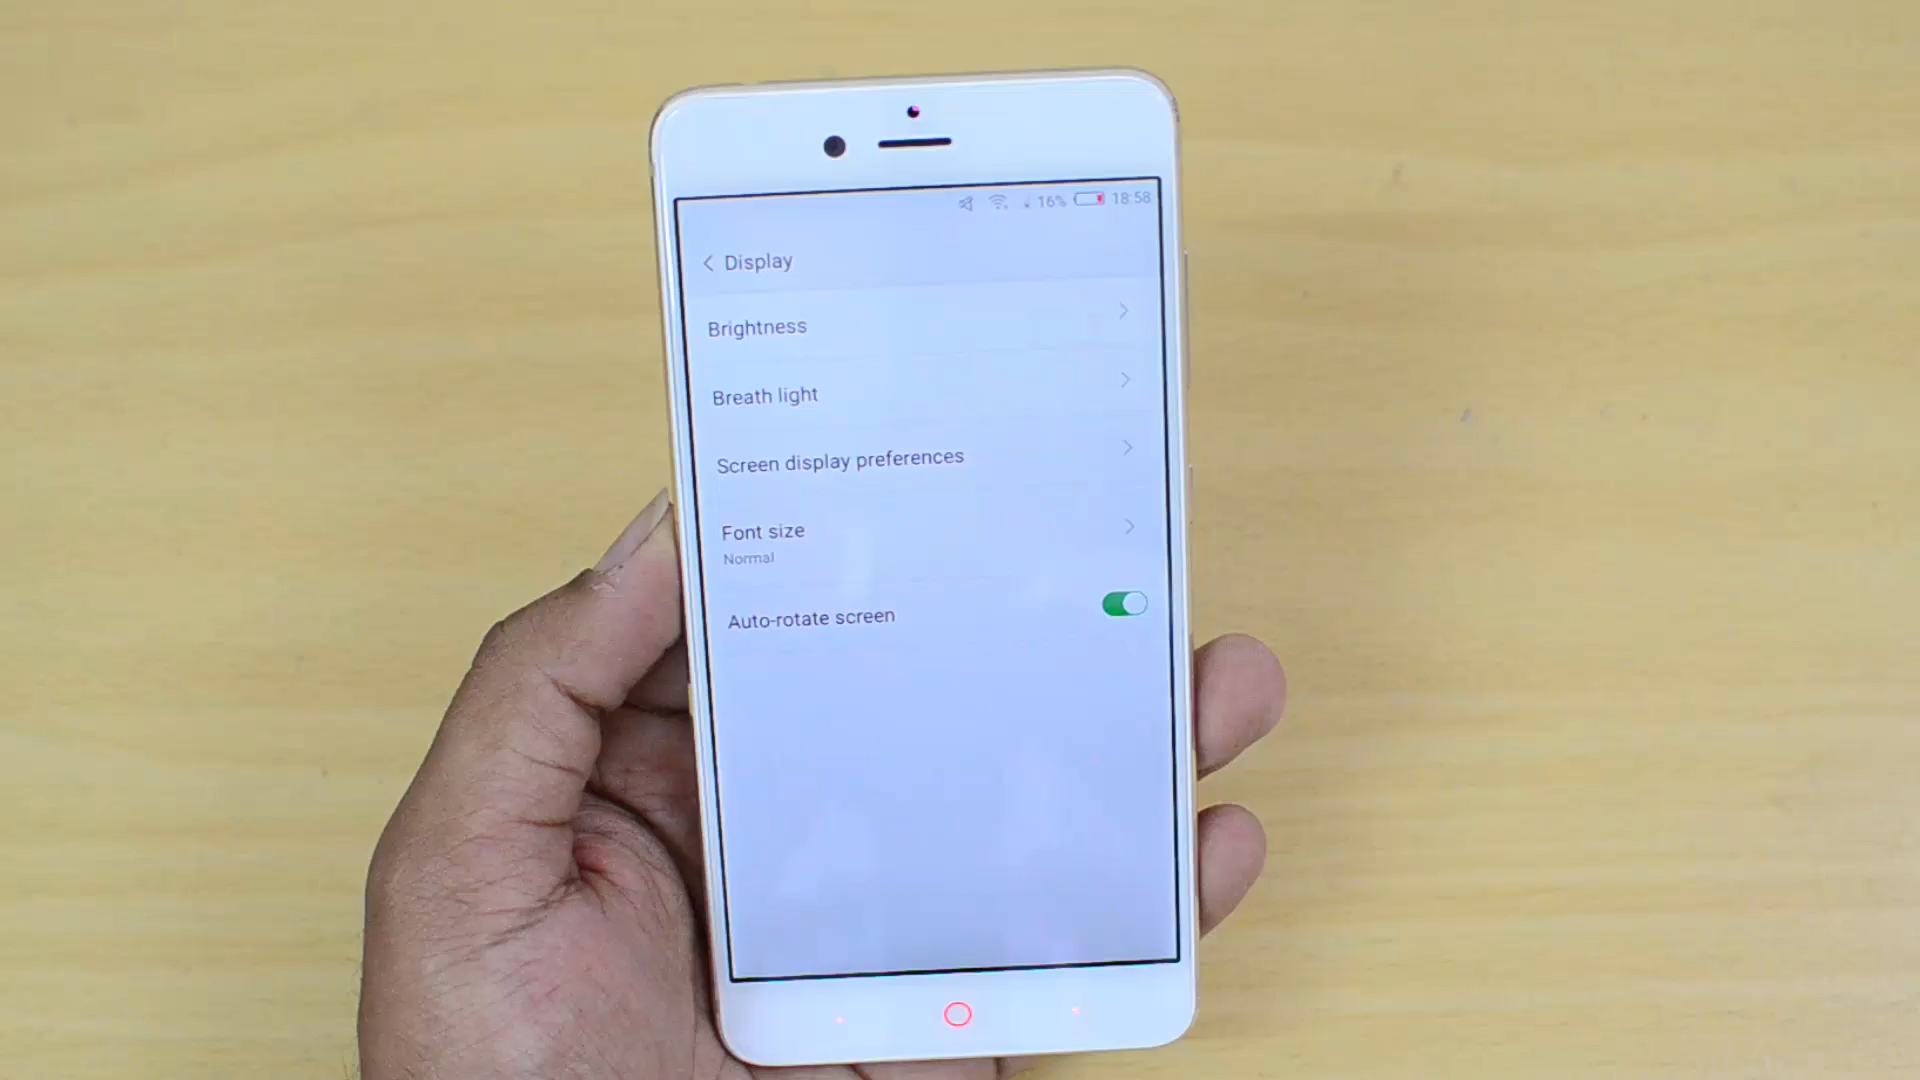 16% 18:58
Display
Brightness
Breath light
Screen display preferences
Font size
Normal
Auto-rotate screen